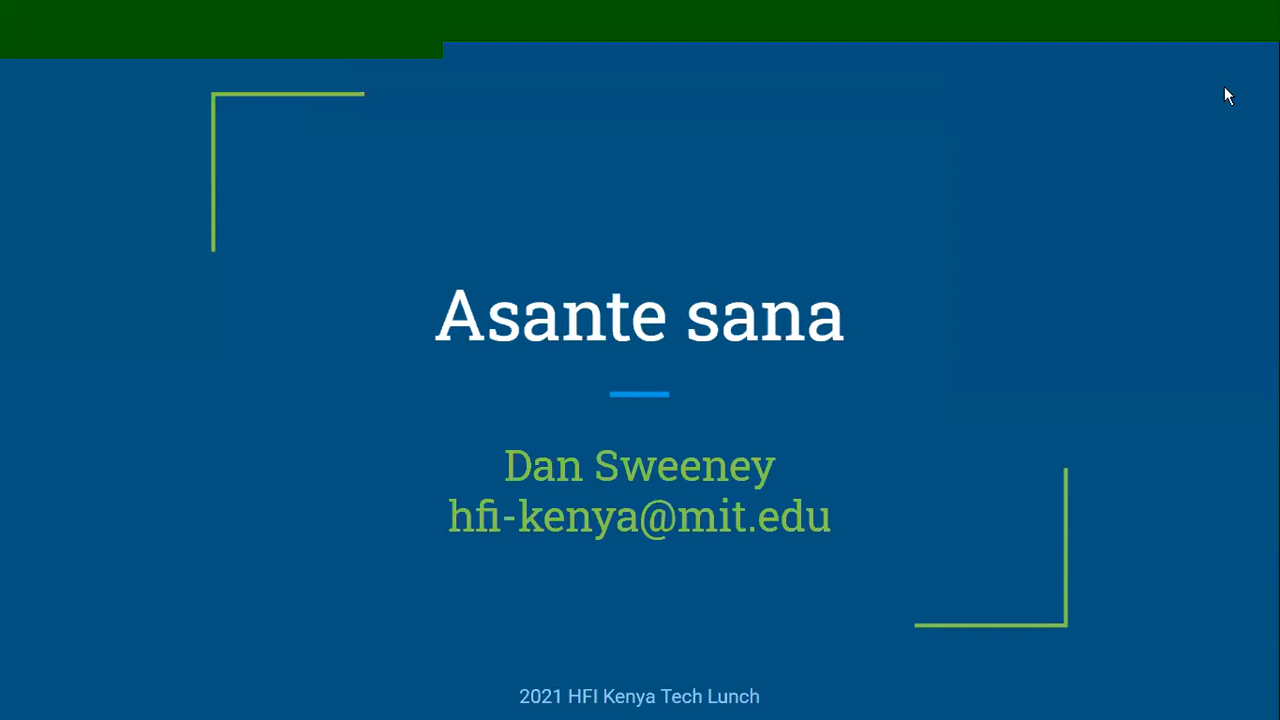 Asante sana
Dan Sweeney
hfi-kenya@mit.edu
2021 HFI Kenya Tech Lunch